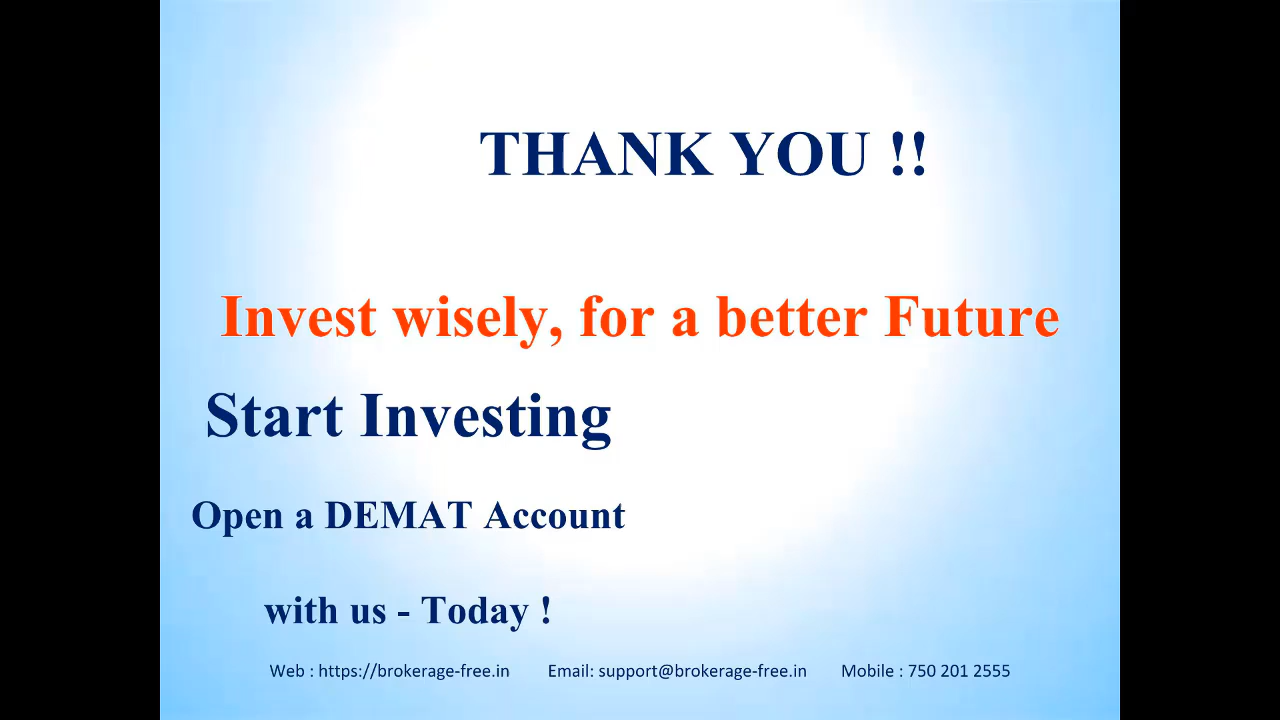 THANK YOU !!
Invest wisely, for a better Future
Start Investing
Open a DEMAT Account
with us - Today !
Web : https://brokerage-free.in Email: support@brokerage-free.in Mobile : 750 201 2555